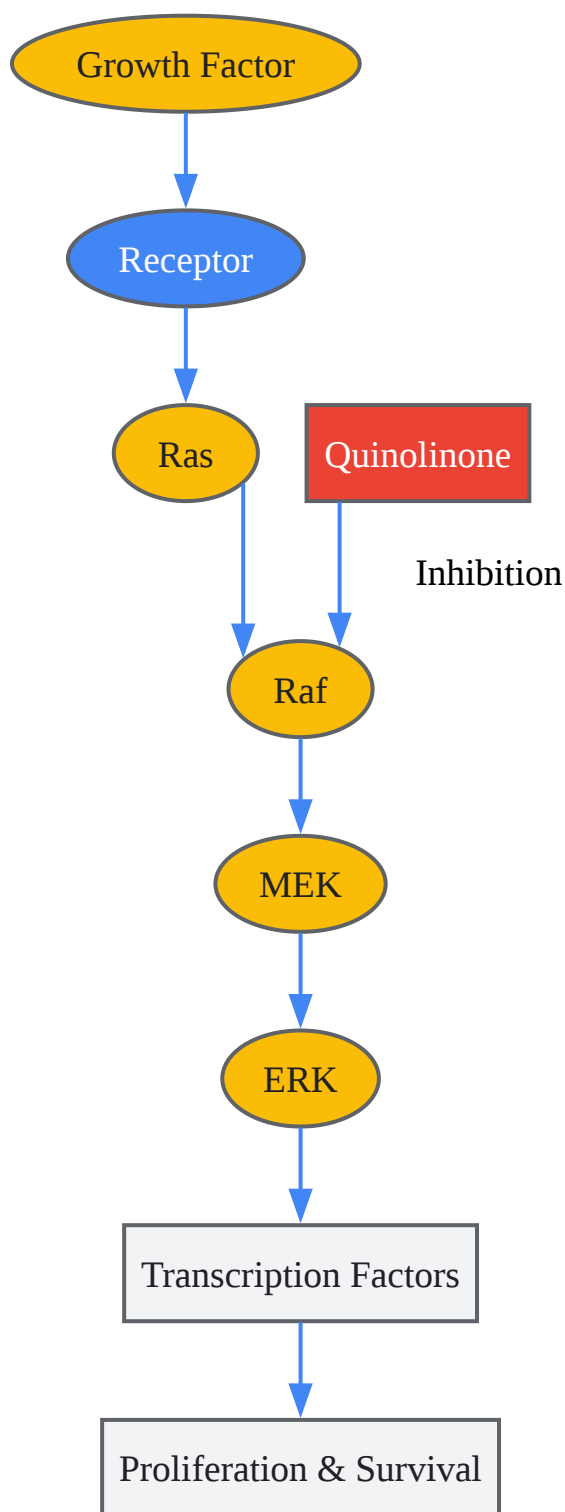 Growth Factor
Receptor
Ras
Quinolinone
Inhibition
Raf
MEK
ERK
Transcription Factors
Proliferation & Survival